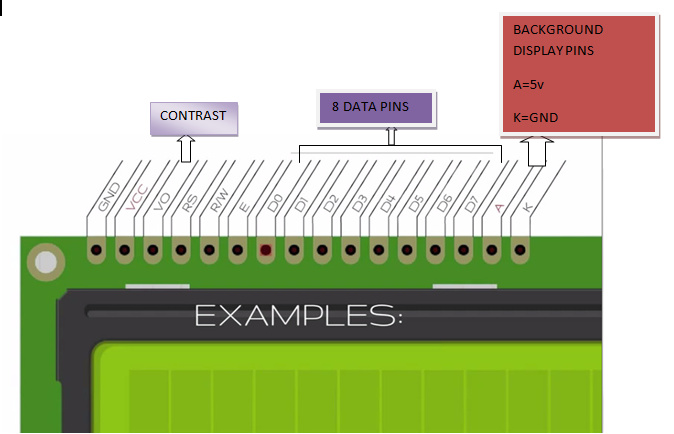 BACKGROUND
DISPLAY PINS
A=5v
K=GND
CONTRAST
8 DATA PINS
GND
VCC
VO
RS
R/W
E
D0
D1
D2
D3
D4
D5
D6
D7
A
K
EXAMPLES: